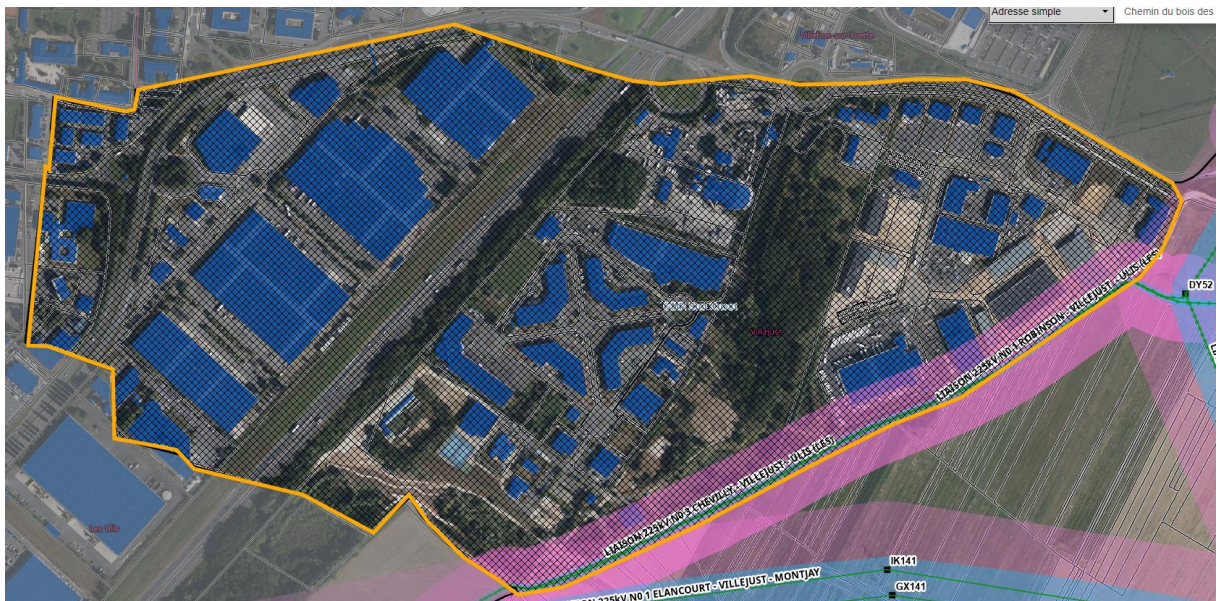 Adresse simple
Chemin du bois des
Villebon-sur-Yvette
DY52
Villejust
LIAISON 225kV N0 1 ROBINSON - VILLEJUST - ULIS (LES)
LIAISON 225kV N0 3 CHEVILLY - VILLEJUST - ULIS (LES)
Les Ulis
IK141
225kV N0 1 ELANCOURT - VILLEJUST - MONTJAY
GX141